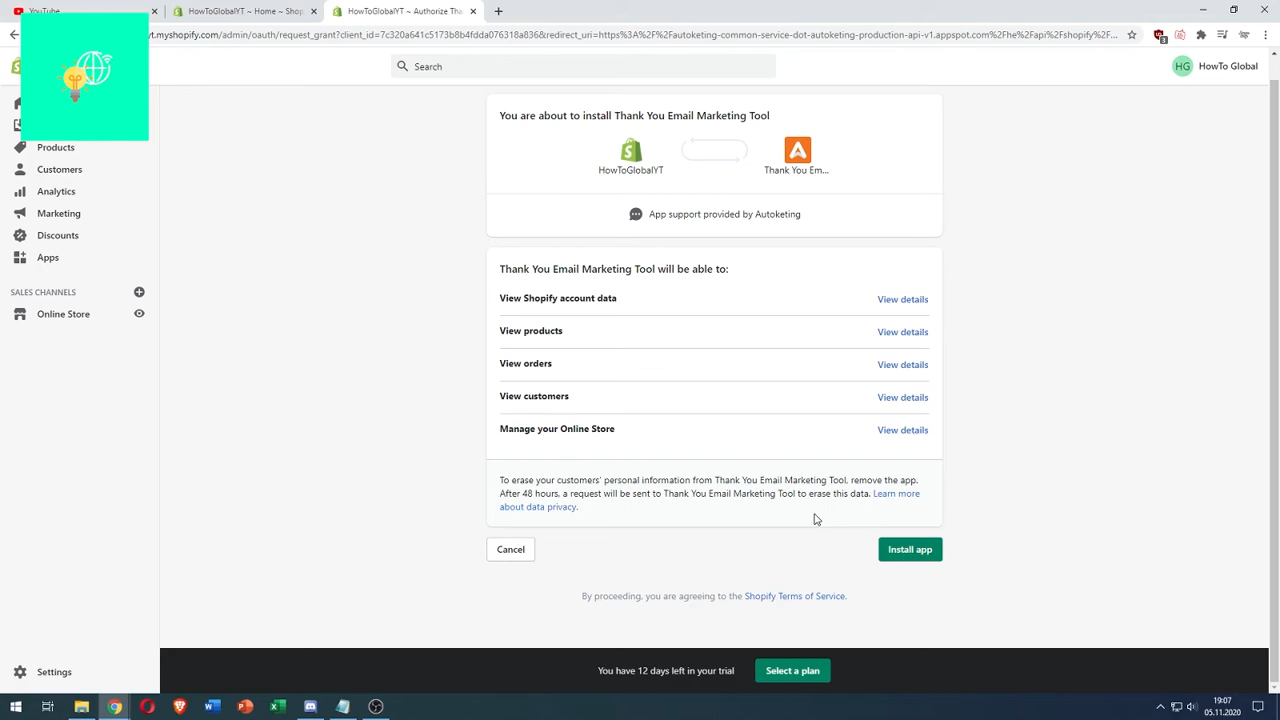 YouTube
HowToGlobalYT ~ Home ~ Shop
HowToGlobalYT ~ Authorize Tha
yt.myshopify.com/admin/oauth/request_grant?client_id=7c320a641c5173b8b4fdda076318a836&redirect_uri=https%3A%2F%2Fautoketing-common-service-dot-autoketing-production-api-v1.appspot.com%2Fhe%2Fapi%2Fshopify%2F...
Search
HG
HowTo Global
Products
Customers
Analytics
Marketing
Discounts
Apps
SALES CHANNELS
Online Store
Settings
You are about to install Thank You Email Marketing Tool
HowToGlobalYT
Thank You Em...
App support provided by Autoketing
Thank You Email Marketing Tool will be able to:
View Shopify account data View details
View products View details
View orders View details
View customers View details
Manage your Online Store View details
To erase your customers' personal information from Thank You Email Marketing Tool, remove the app.
After 48 hours, a request will be sent to Thank You Email Marketing Tool to erase this data. Learn more
about data privacy.
Cancel
Install app
By proceeding, you are agreeing to the Shopify Terms of Service.
You have 12 days left in your trial
Select a plan
19:07
05.11.2020